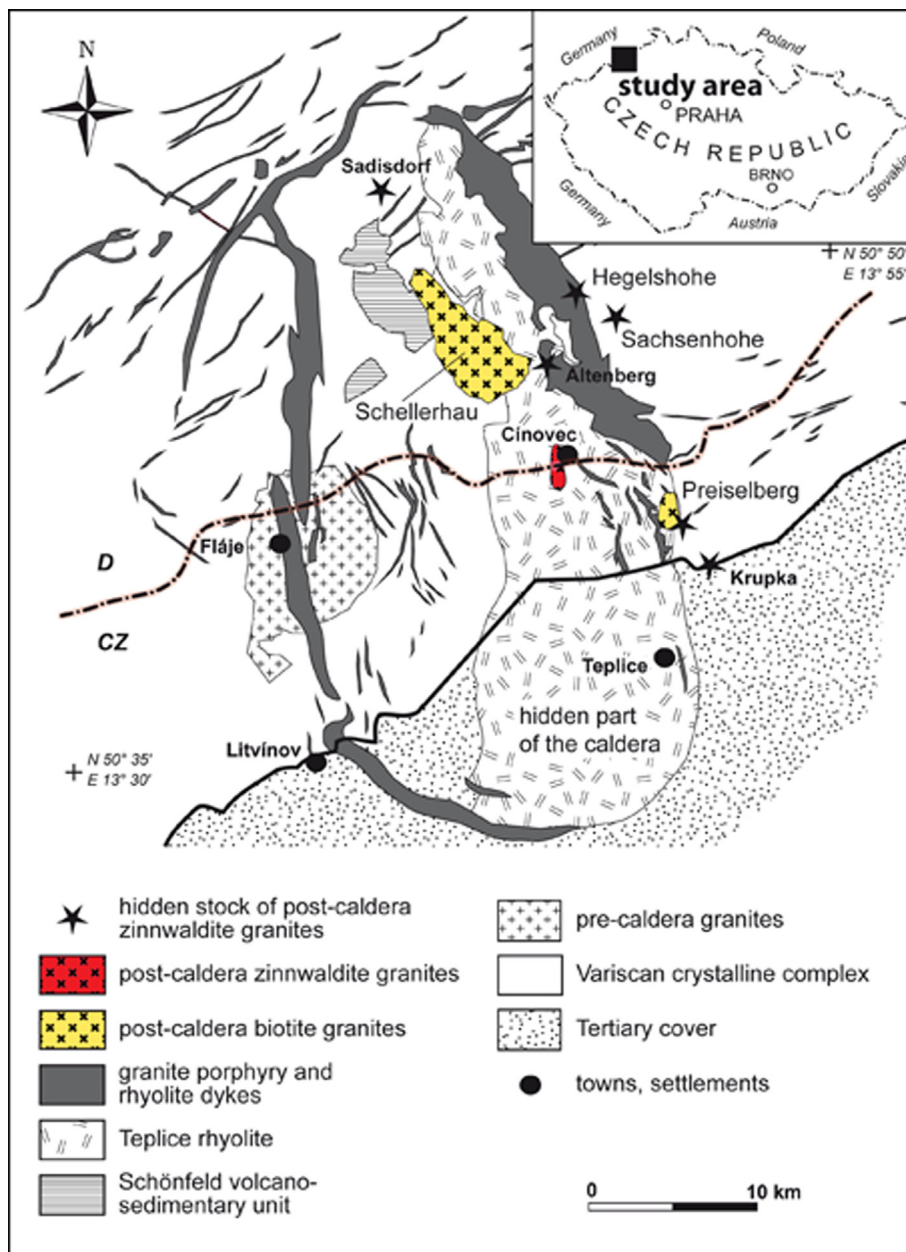 N
Germany
Poland
study area
PRAHA
CZECH REPUBLIC
BRNO
Germany
Austria
Slovakia
N 50° 50'
E 13° 55'
Sadisdorf
Hegelshohe
Sachsenhohe
Altenberg
Schellerhau
Cínovec
Preiselberg
Fláje
D
CZ
Krupka
Teplice
hidden part
of the caldera
Litvínov
N 50° 35'
E 13° 30'
hidden stock of post-caldera
zinnwaldite granites
post-caldera zinnwaldite granites
post-caldera biotite granites
granite porphyry and
rhyolite dykes
Teplice rhyolite
Schönfeld volcano-
sedimentary unit
pre-caldera granites
Variscan crystalline complex
Tertiary cover
towns, settlements
0 10 km